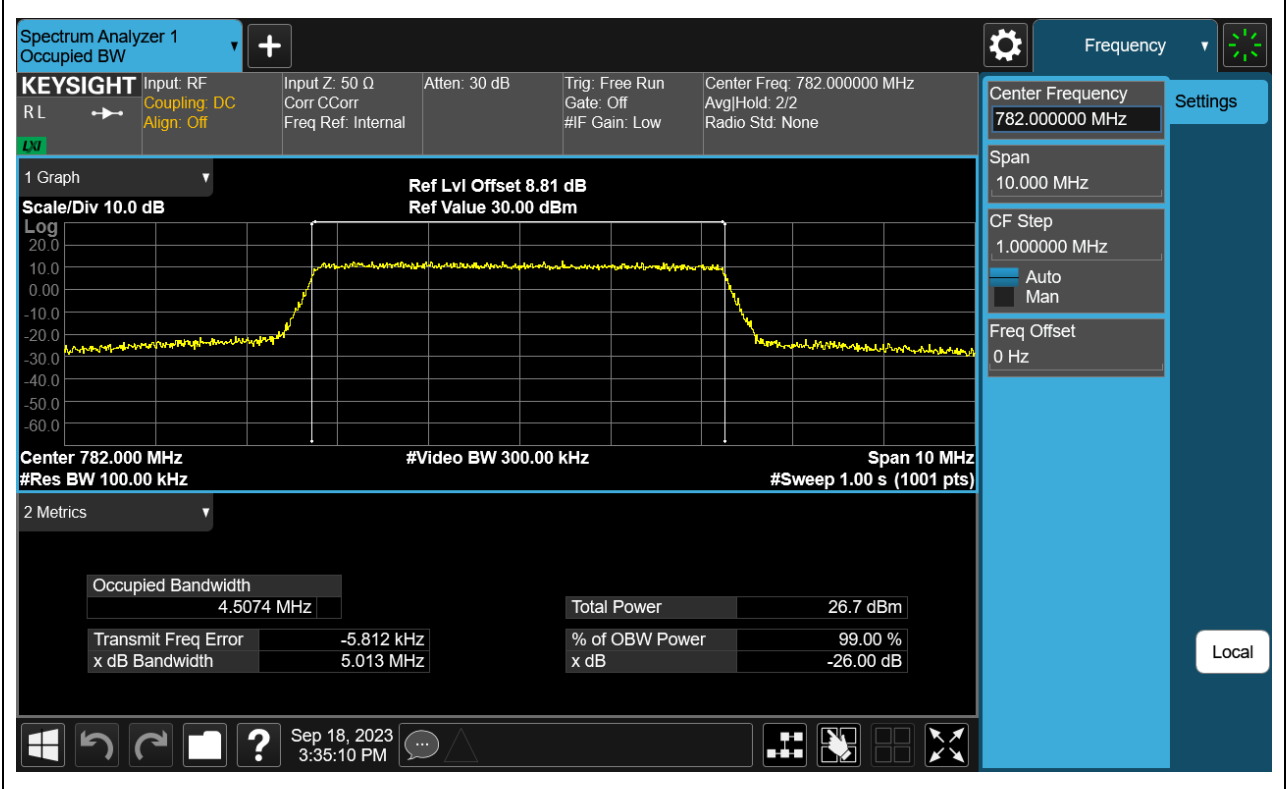 Spectrum Analyzer 1
Occupied BW
Frequency
KEYSIGHT
R L
LXI
Input: RF
Coupling: DC
Align: Off
Input Z: 50 Ω
Corr CCorr
Freq Ref: Internal
Atten: 30 dB
Trig: Free Run
Gate: Off
#IF Gain: Low
Center Freq: 782.000000 MHz
Avg|Hold: 2/2
Radio Std: None
Center Frequency
782.000000 MHz
Settings
Span
10.000 MHz
CF Step
1.000000 MHz
Auto
Man
Freq Offset
0 Hz
Local
1 Graph
Scale/Div 10.0 dB
Ref Lvl Offset 8.81 dB
Ref Value 30.00 dBm
Log
20.0
10.0
0.00
-10.0
-20.0
-30.0
-40.0
-50.0
-60.0
Center 782.000 MHz
#Video BW 300.00 kHz
Span 10 MHz
#Res BW 100.00 kHz
#Sweep 1.00 s (1001 pts)
2 Metrics
Occupied Bandwidth
4.5074 MHz
Total Power 26.7 dBm
Transmit Freq Error -5.812 kHz
% of OBW Power 99.00 %
x dB Bandwidth 5.013 MHz
x dB -26.00 dB
Sep 18, 2023
3:35:10 PM